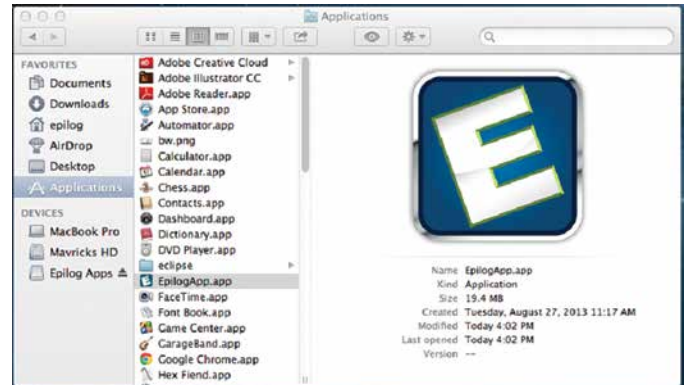 Applications
FAVORITES
Documents
Downloads
epilog
AirDrop
Desktop
Applications
DEVICES
MacBook Pro
Mavricks HD
Epilog Apps
Adobe Creative Cloud
Adobe Illustrator CC
Adobe Reader.app
App Store.app
Automator.app
bw.png
Calculator.app
Calendar.app
Chess.app
Contacts.app
Dashboard.app
Dictionary.app
DVD Player.app
eclipse
EpilogApp.app
FaceTime.app
Font Book.app
Game Center.app
GarageBand.app
Google Chrome.app
Hex Fiend.app
E
Name EpilogApp.app
Kind Application
Size 19.4 MB
Created Tuesday, August 27, 2013 11:17 AM
Modified Today 4:02 PM
Last opened Today 4:02 PM
Version --